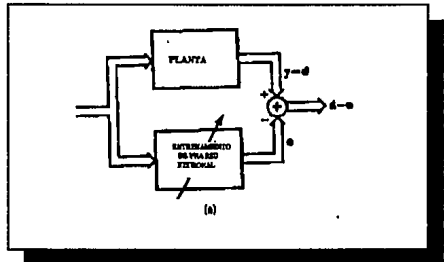 PLANTA
y=d
+
+
d-o
-
o
ENTRENAMIENTO
DE UNA RED
NEURONAL
(a)